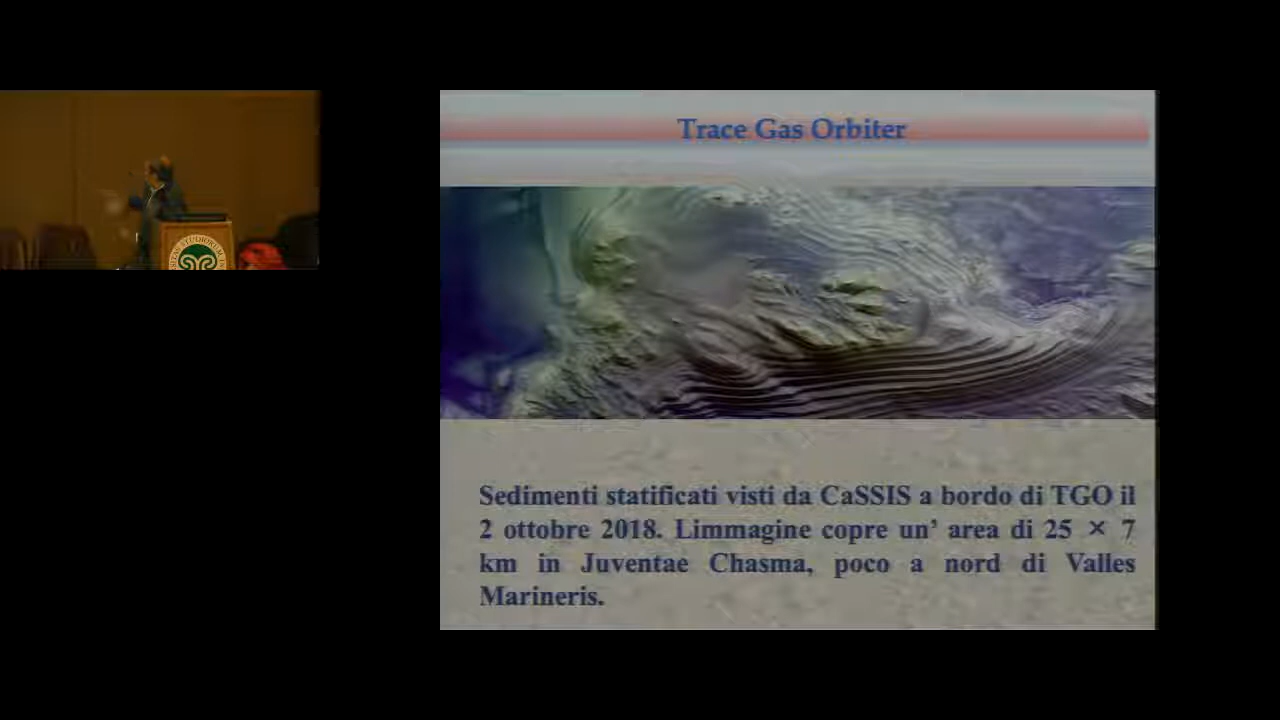 Trace Gas Orbiter
Sedimenti statificati visti da CaSSIS a bordo di TGO il
2 ottobre 2018. Limmagine copre un’ area di 25 × 7
km in Juventae Chasma, poco a nord di Valles
Marineris.
STUDIORUM